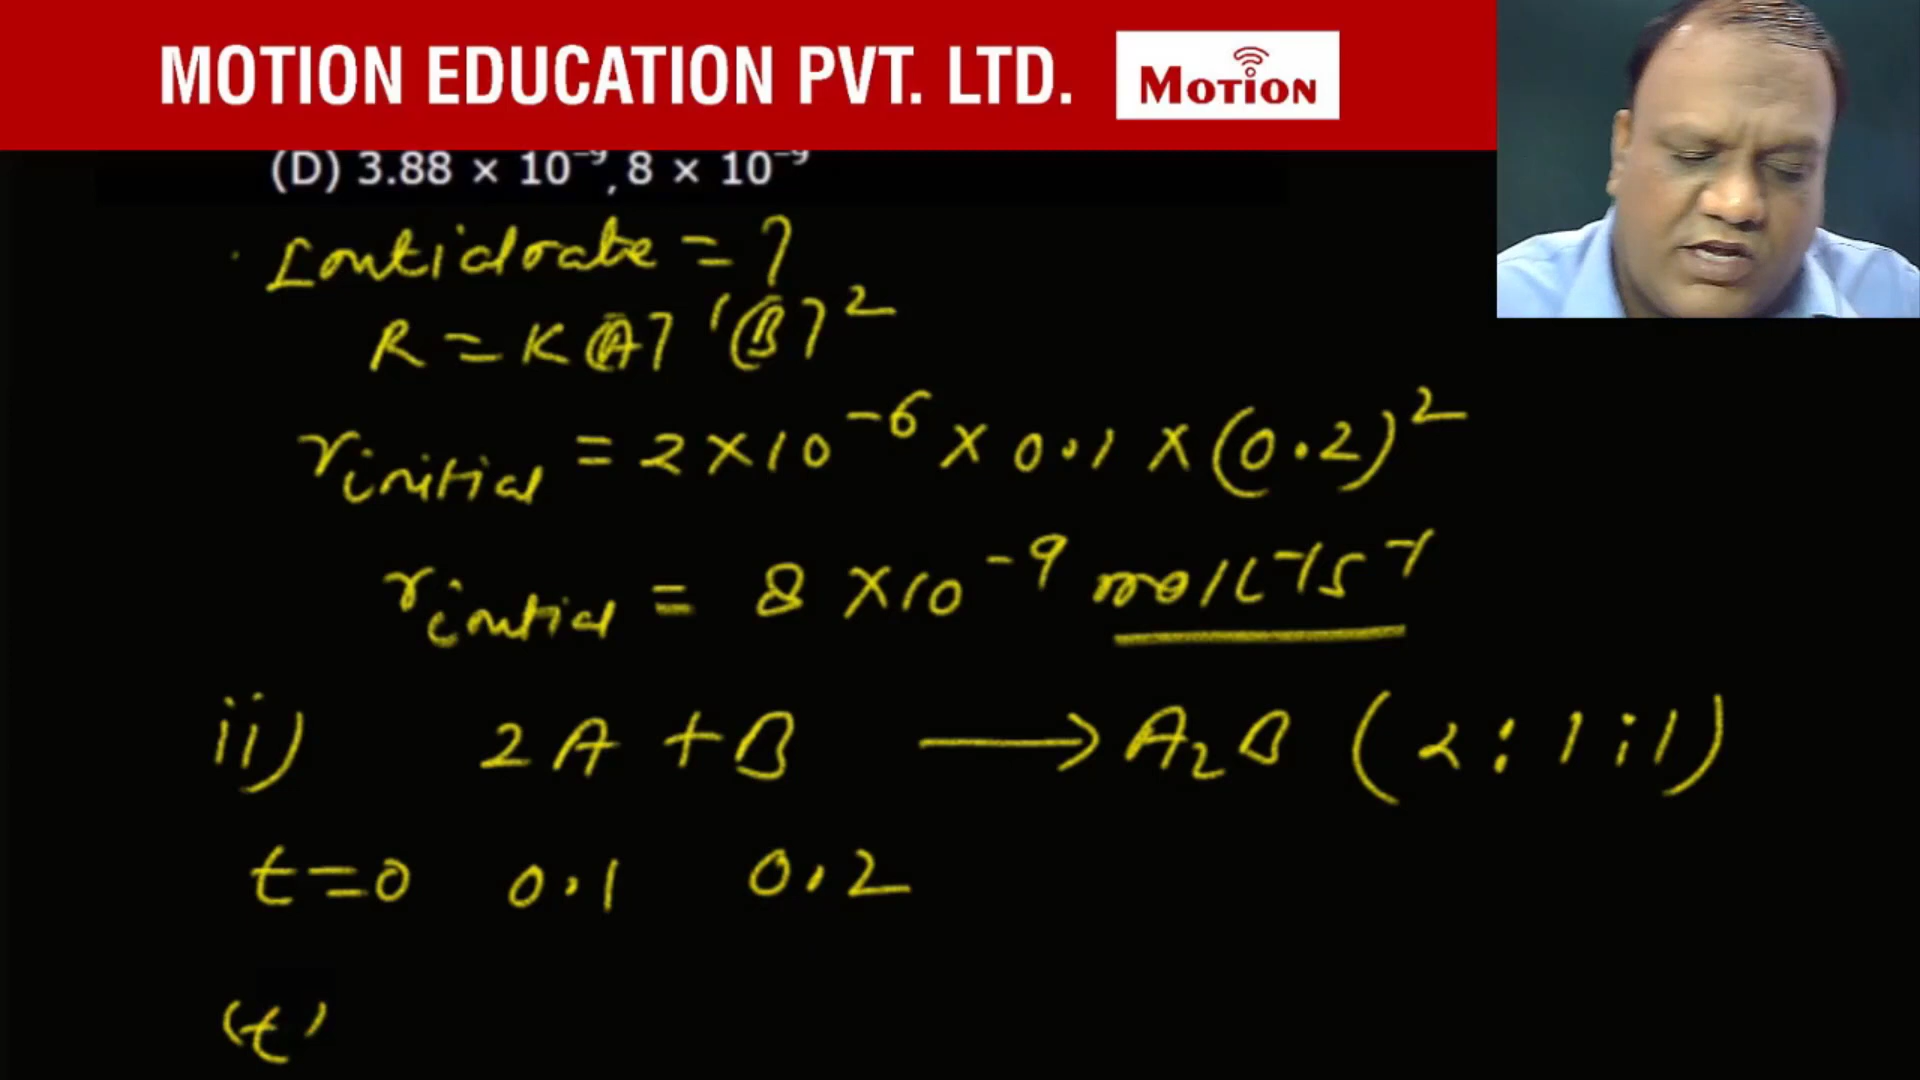 MOTION EDUCATION PVT. LTD.
MOTION
(D) 3.88 × 10⁻⁹, 8 × 10⁻⁹
Initial rate = ?
R = K[A]¹[B]²
r initial = 2×10⁻⁶ × 0.1 × (0.2)²
r initial = 8 ×10⁻⁹ mol L⁻¹ s⁻¹
ii) 2A + B ⟶ A₂B (2 : 1 : 1)
t=0 0.1 0.2
(t)